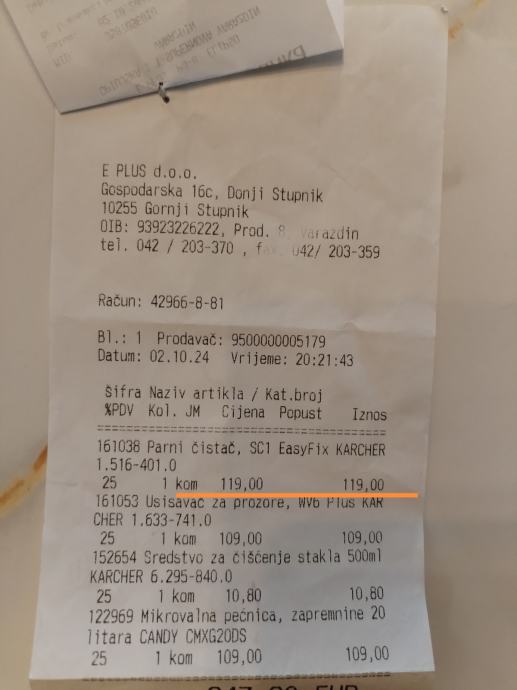 E PLUS d.o.o.
Gospodarska 16c, Donji Stupnik
10255 Gornji Stupnik
OIB: 93923226222, Prod. 8, Varaždin
tel. 042 / 203-370 , fax. 042/ 203-359
Račun: 42966-8-81
Bl.: 1 Prodavač: 9500000005179
Datum: 02.10.24 Vrijeme: 20:21:43
Šifra Naziv artikla / Kat.broj
%PDV Kol. JM Cijena Popust Iznos
161038 Parni čistač, SC1 EasyFix KARCHER
1.516-401.0
25 1 kom 119,00 119,00
161053 Usisavač za prozore, WV6 Plus KAR
CHER 1.633-741.0
25 1 kom 109,00 109,00
152654 Sredstvo za čišćenje stakla 500ml
KARCHER 6.295-840.0
25 1 kom 10,80 10,80
122969 Mikrovalna pećnica, zapremnine 20
litara CANDY CMXG20DS
25 1 kom 109,00 109,00